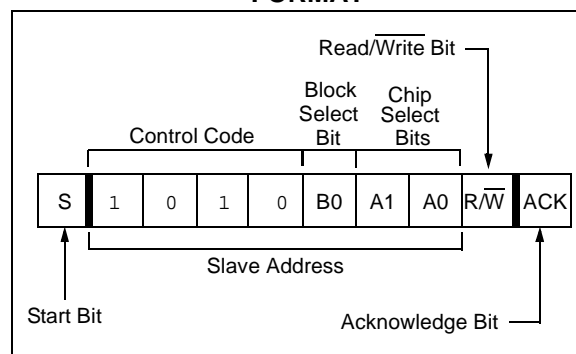 FORMAT
Read/Write Bit
Block
Select
Bit
Chip
Select
Bits
Control Code
S 1 0 1 0 B0 A1 A0 R/W ACK
Slave Address
Start Bit
Acknowledge Bit